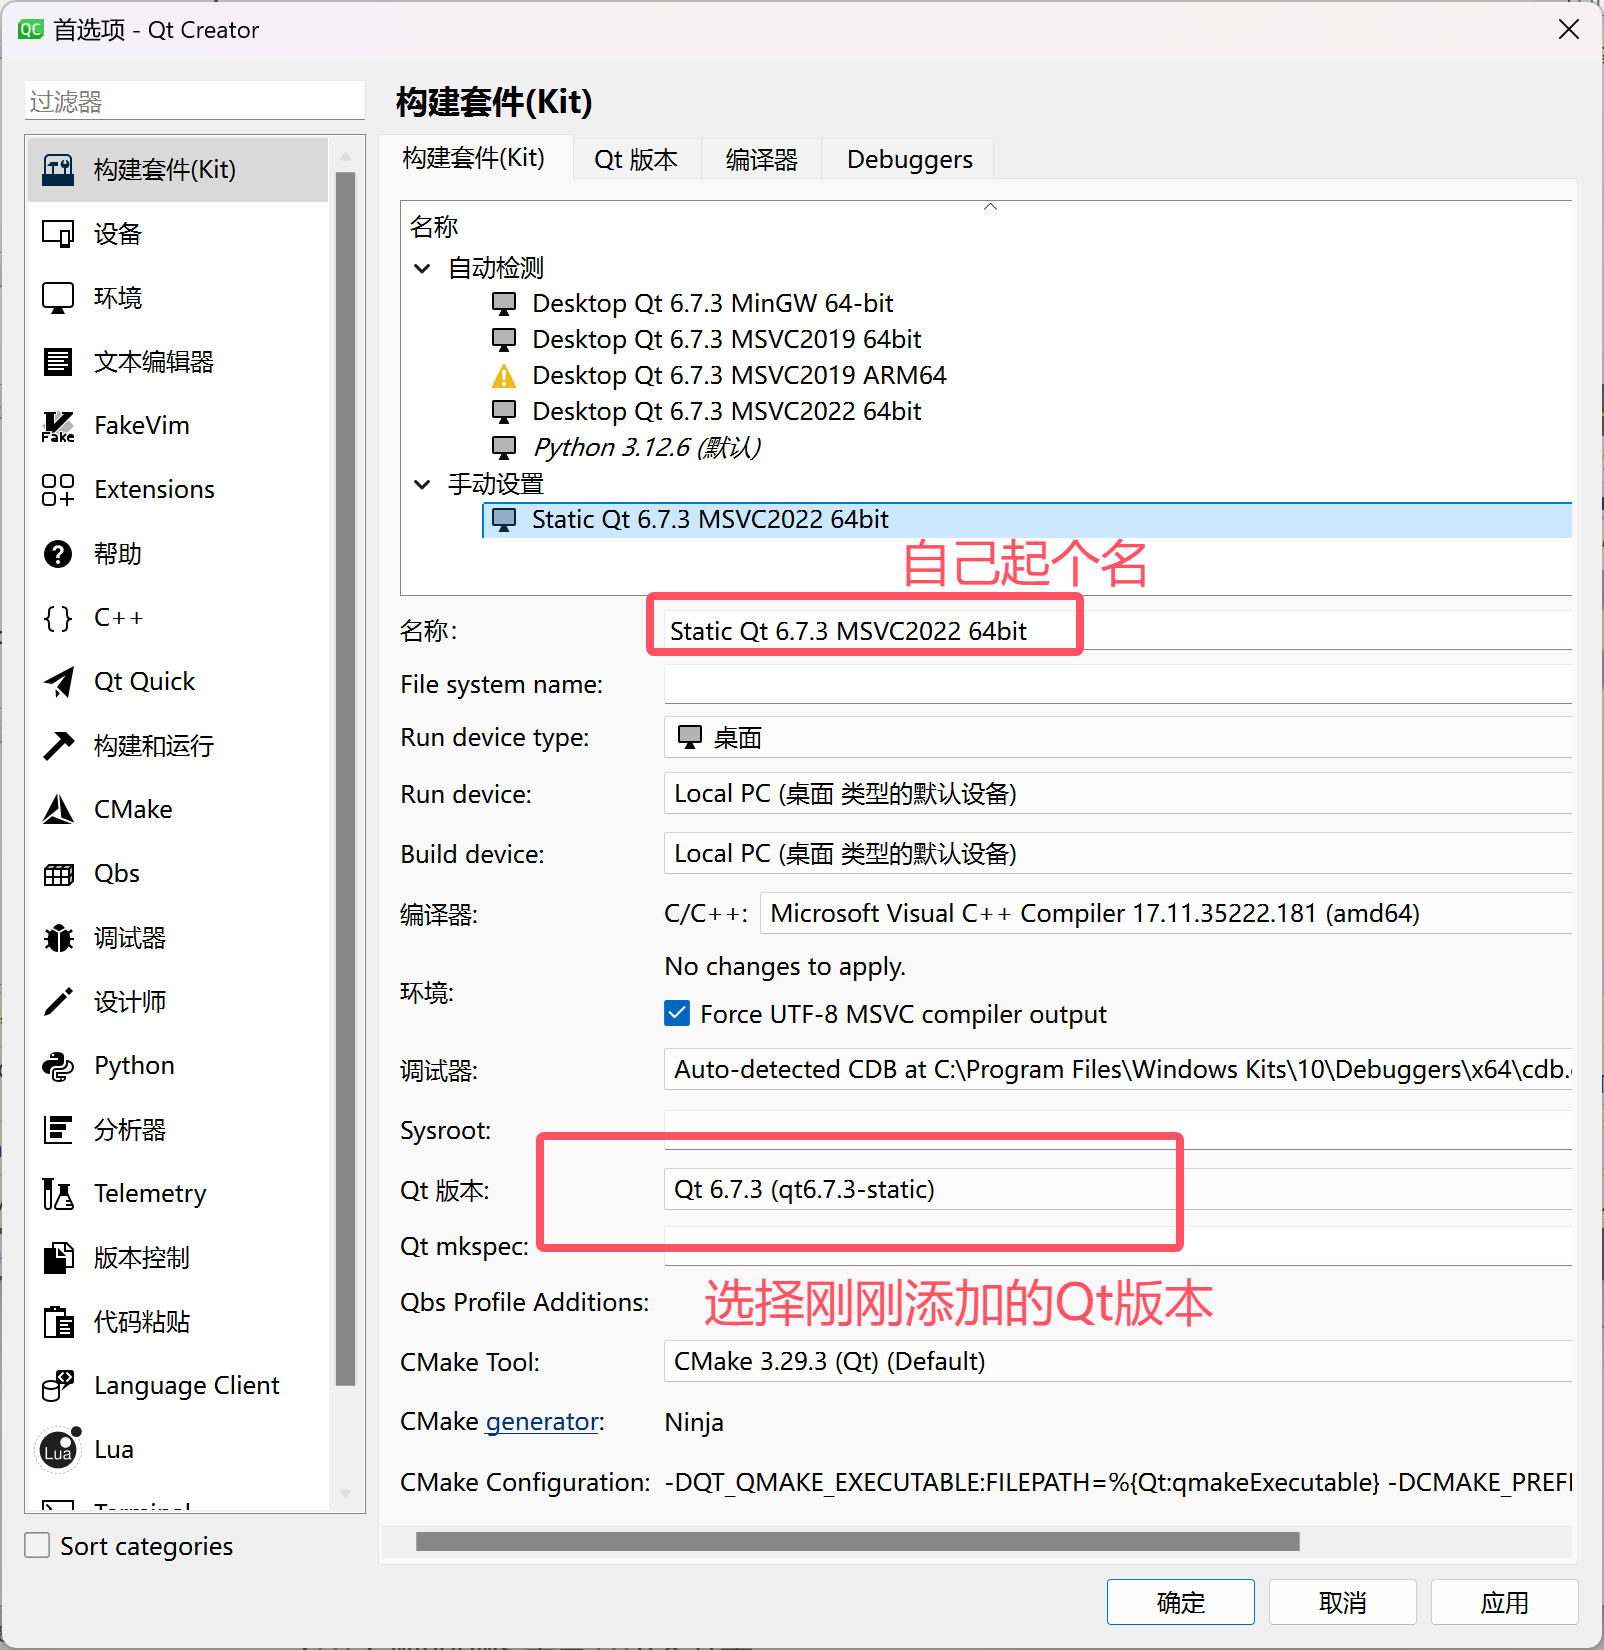 首选项 - Qt Creator
过滤器
构建套件(Kit)
设备
环境
文本编辑器
FakeVim
Extensions
帮助
C++
Qt Quick
构建和运行
CMake
Qbs
调试器
设计师
Python
分析器
Telemetry
版本控制
代码粘贴
Language Client
Lua
Terminal
Sort categories
构建套件(Kit)
构建套件(Kit) Qt 版本 编译器 Debuggers
名称
自动检测
Desktop Qt 6.7.3 MinGW 64-bit
Desktop Qt 6.7.3 MSVC2019 64bit
Desktop Qt 6.7.3 MSVC2019 ARM64
Desktop Qt 6.7.3 MSVC2022 64bit
Python 3.12.6 (默认)
手动设置
Static Qt 6.7.3 MSVC2022 64bit
自己起个名
名称: Static Qt 6.7.3 MSVC2022 64bit
File system name:
Run device type: 桌面
Run device: Local PC (桌面 类型的默认设备)
Build device: Local PC (桌面 类型的默认设备)
编译器: C/C++: Microsoft Visual C++ Compiler 17.11.35222.181 (amd64)
No changes to apply.
环境:
Force UTF-8 MSVC compiler output
调试器: Auto-detected CDB at C:\Program Files\Windows Kits\10\Debuggers\x64\cdb.
Sysroot:
Qt 版本: Qt 6.7.3 (qt6.7.3-static)
Qt mkspec:
选择刚刚添加的Qt版本
Qbs Profile Additions:
CMake Tool: CMake 3.29.3 (Qt) (Default)
CMake generator: Ninja
CMake Configuration: -DQT_QMAKE_EXECUTABLE:FILEPATH=%{Qt:qmakeExecutable} -DCMAKE_PREFI
确定 取消 应用